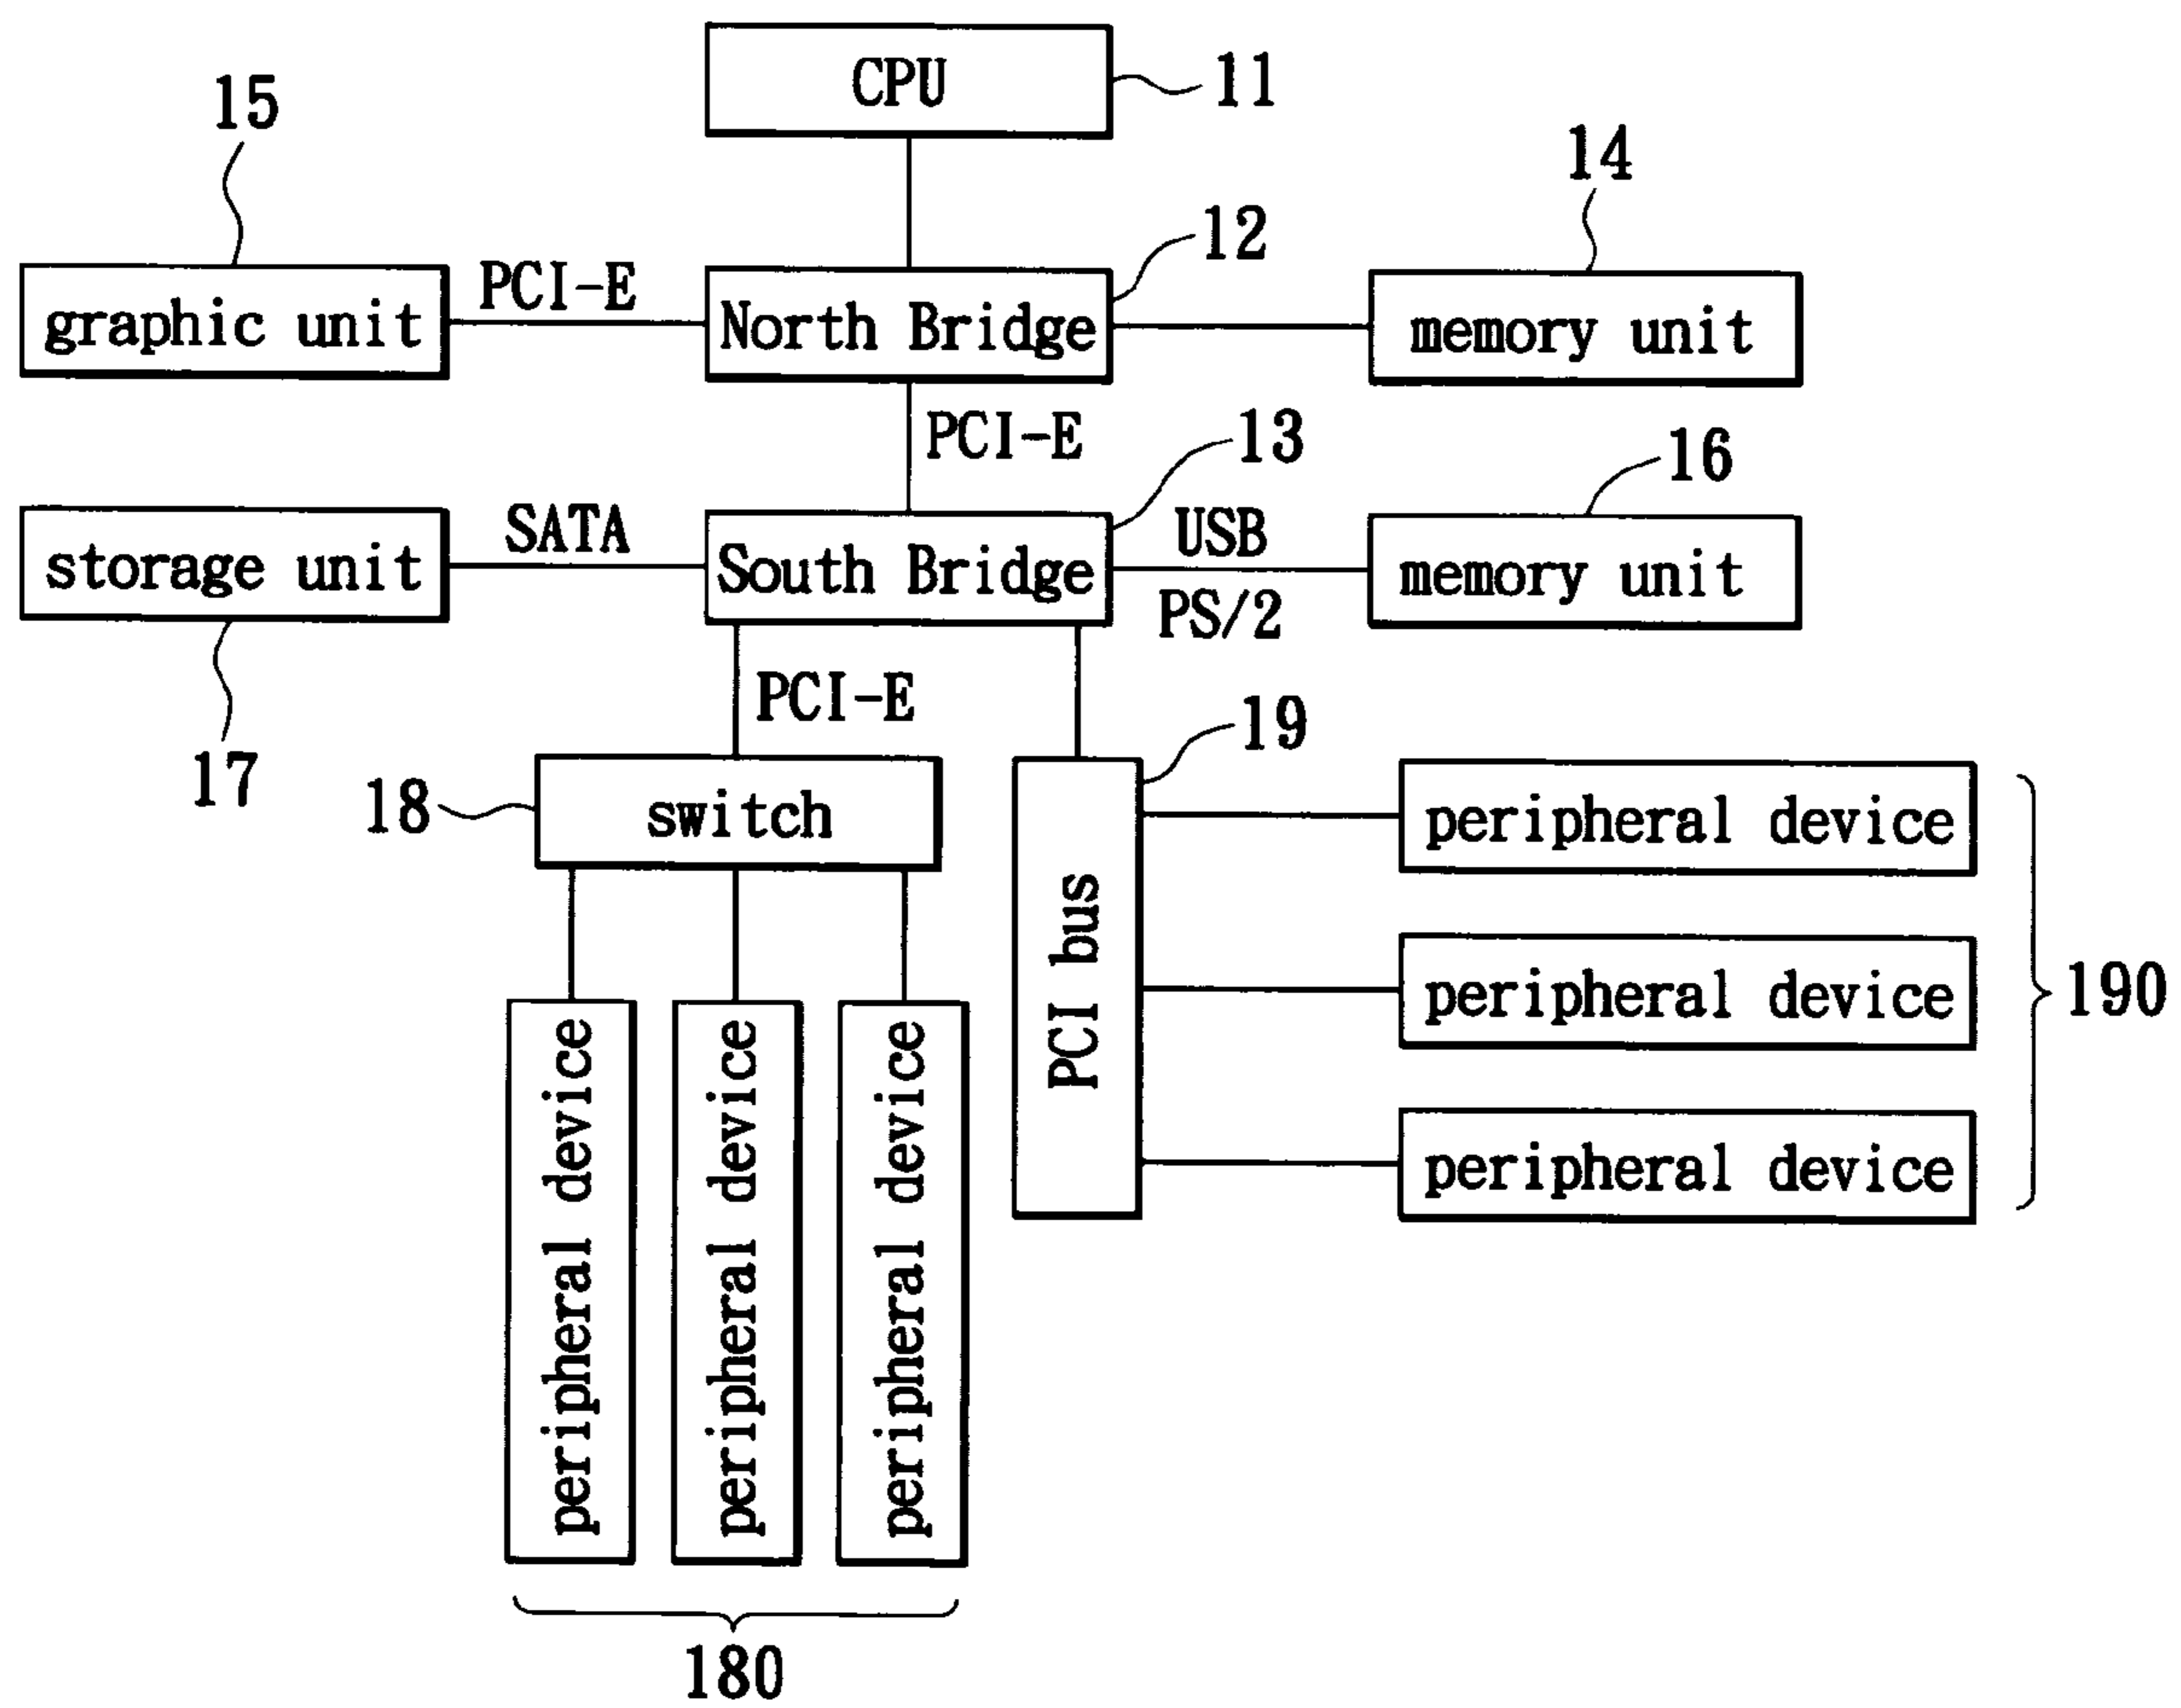 CPU
11
15
14
12
PCI-E
graphic unit
North Bridge
memory unit
PCI-E
13
16
SATA
USB
storage unit
South Bridge
memory unit
PS/2
PCI-E
19
17
18
switch
peripheral device
PCI bus
peripheral device
190
peripheral device
peripheral device
peripheral device
peripheral device
180